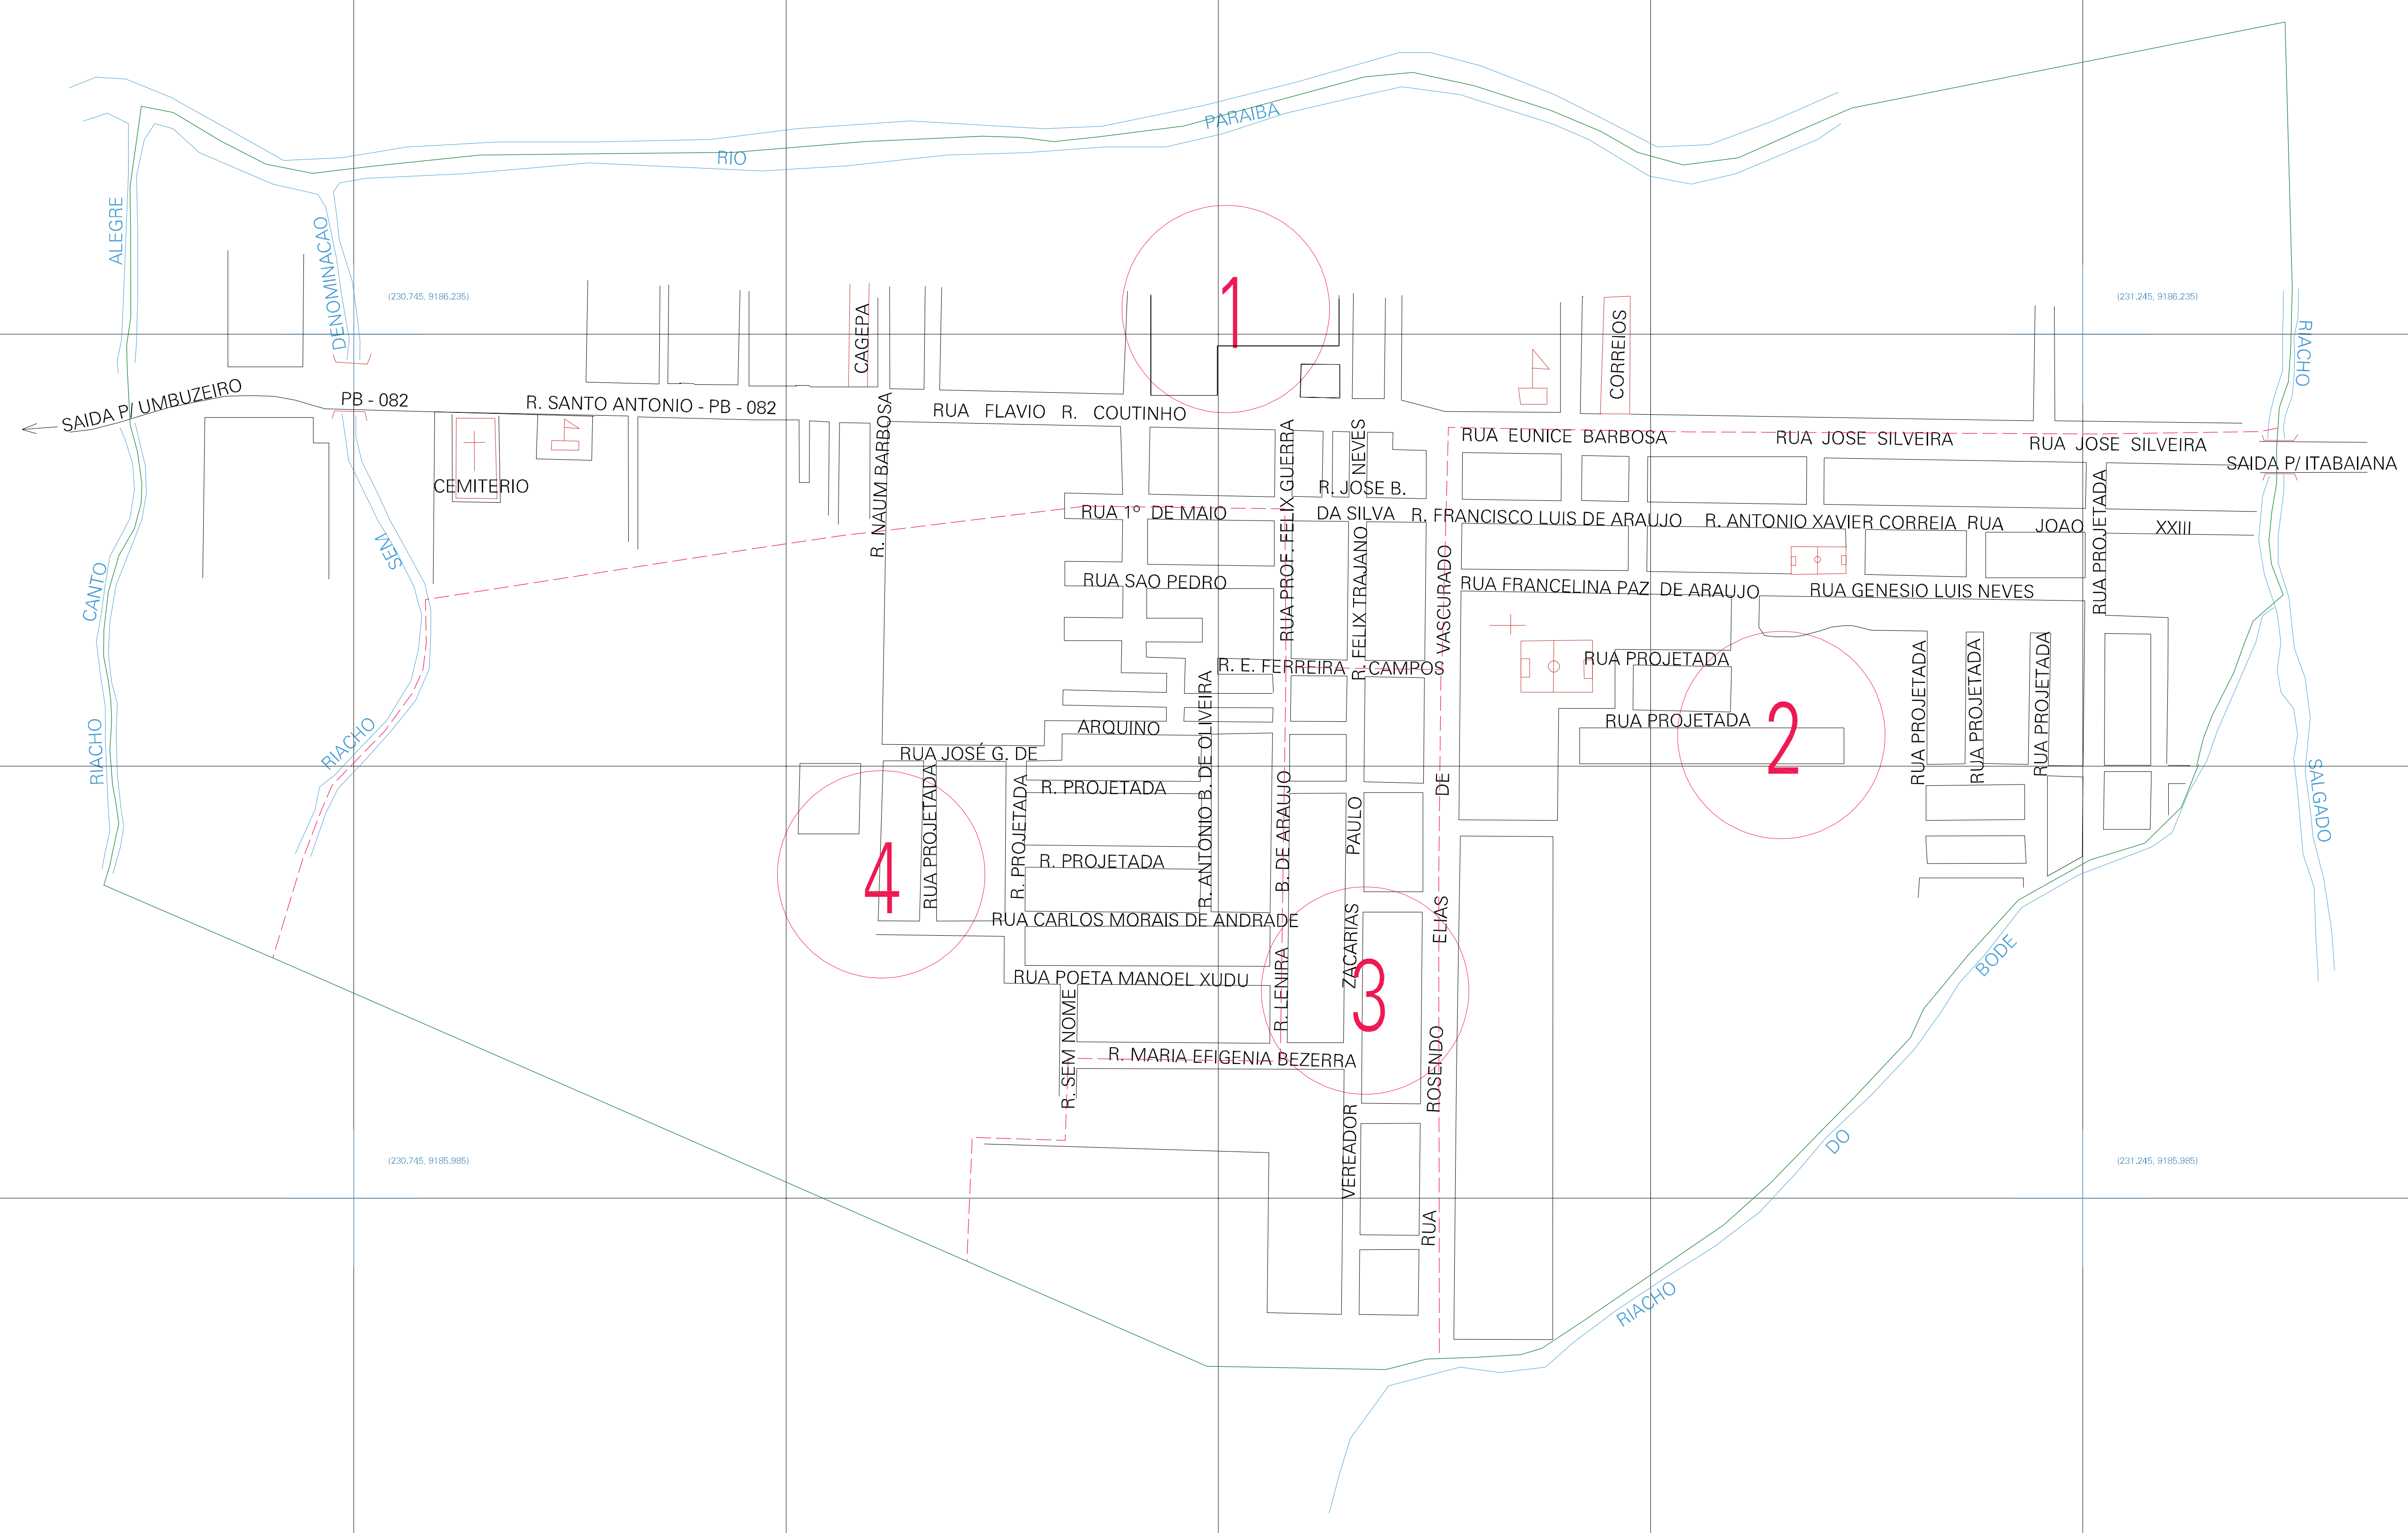 PARAIBA
RIO
ALEGRE
DENOMINACAO
(230.745, 9186.235)
1
(231.245, 9186.235)
CAGEPA
CORREIOS
RIACHO
SAIDA P/ UMBUZEIRO
PB - 082
R. SANTO ANTONIO - PB - 082
RUA FLAVIO R. COUTINHO
RUA EUNICE BARBOSA
RUA JOSE SILVEIRA
RUA JOSE SILVEIRA
SAIDA P/ ITABAIANA
CEMITERIO
R. NAUM BARBOSA
RUA PROF. FELIX GUERRA
R. FELIX TRAJANO NEVES
R. JOSE B.
DA SILVA
RUA 1º DE MAIO
R. FRANCISCO LUIS DE ARAUJO
R. ANTONIO XAVIER CORREIA
RUA JOAO XXIII
RUA PROJETADA
SEM
CANTO
RUA SAO PEDRO
RUA FRANCELINA PAZ DE ARAUJO
RUA GENESIO LUIS NEVES
R. E. FERREIRA CAMPOS
RUA PROJETADA
RUA PROJETADA
2
RUA PROJETADA
RUA PROJETADA
RUA PROJETADA
RIACHO
RIACHO
ARQUINO
RUA JOSÉ G. DE
R. PROJETADA
R. PROJETADA
RUA PROJETADA
R. PROJETADA
R. ANTONIO B. DE OLIVEIRA
R. LENIRA B. DE ARAUJO
VEREADOR ZACARIAS PAULO
RUA ROSENDO ELIAS DE VASCURADO
SALGADO
4
RUA CARLOS MORAIS DE ANDRADE
RUA POETA MANOEL XUDU
3
R. SEM NOME
R. MARIA EFIGENIA BEZERRA
BODE
DO
RIACHO
(230.745, 9185.985)
(231.245, 9185.985)